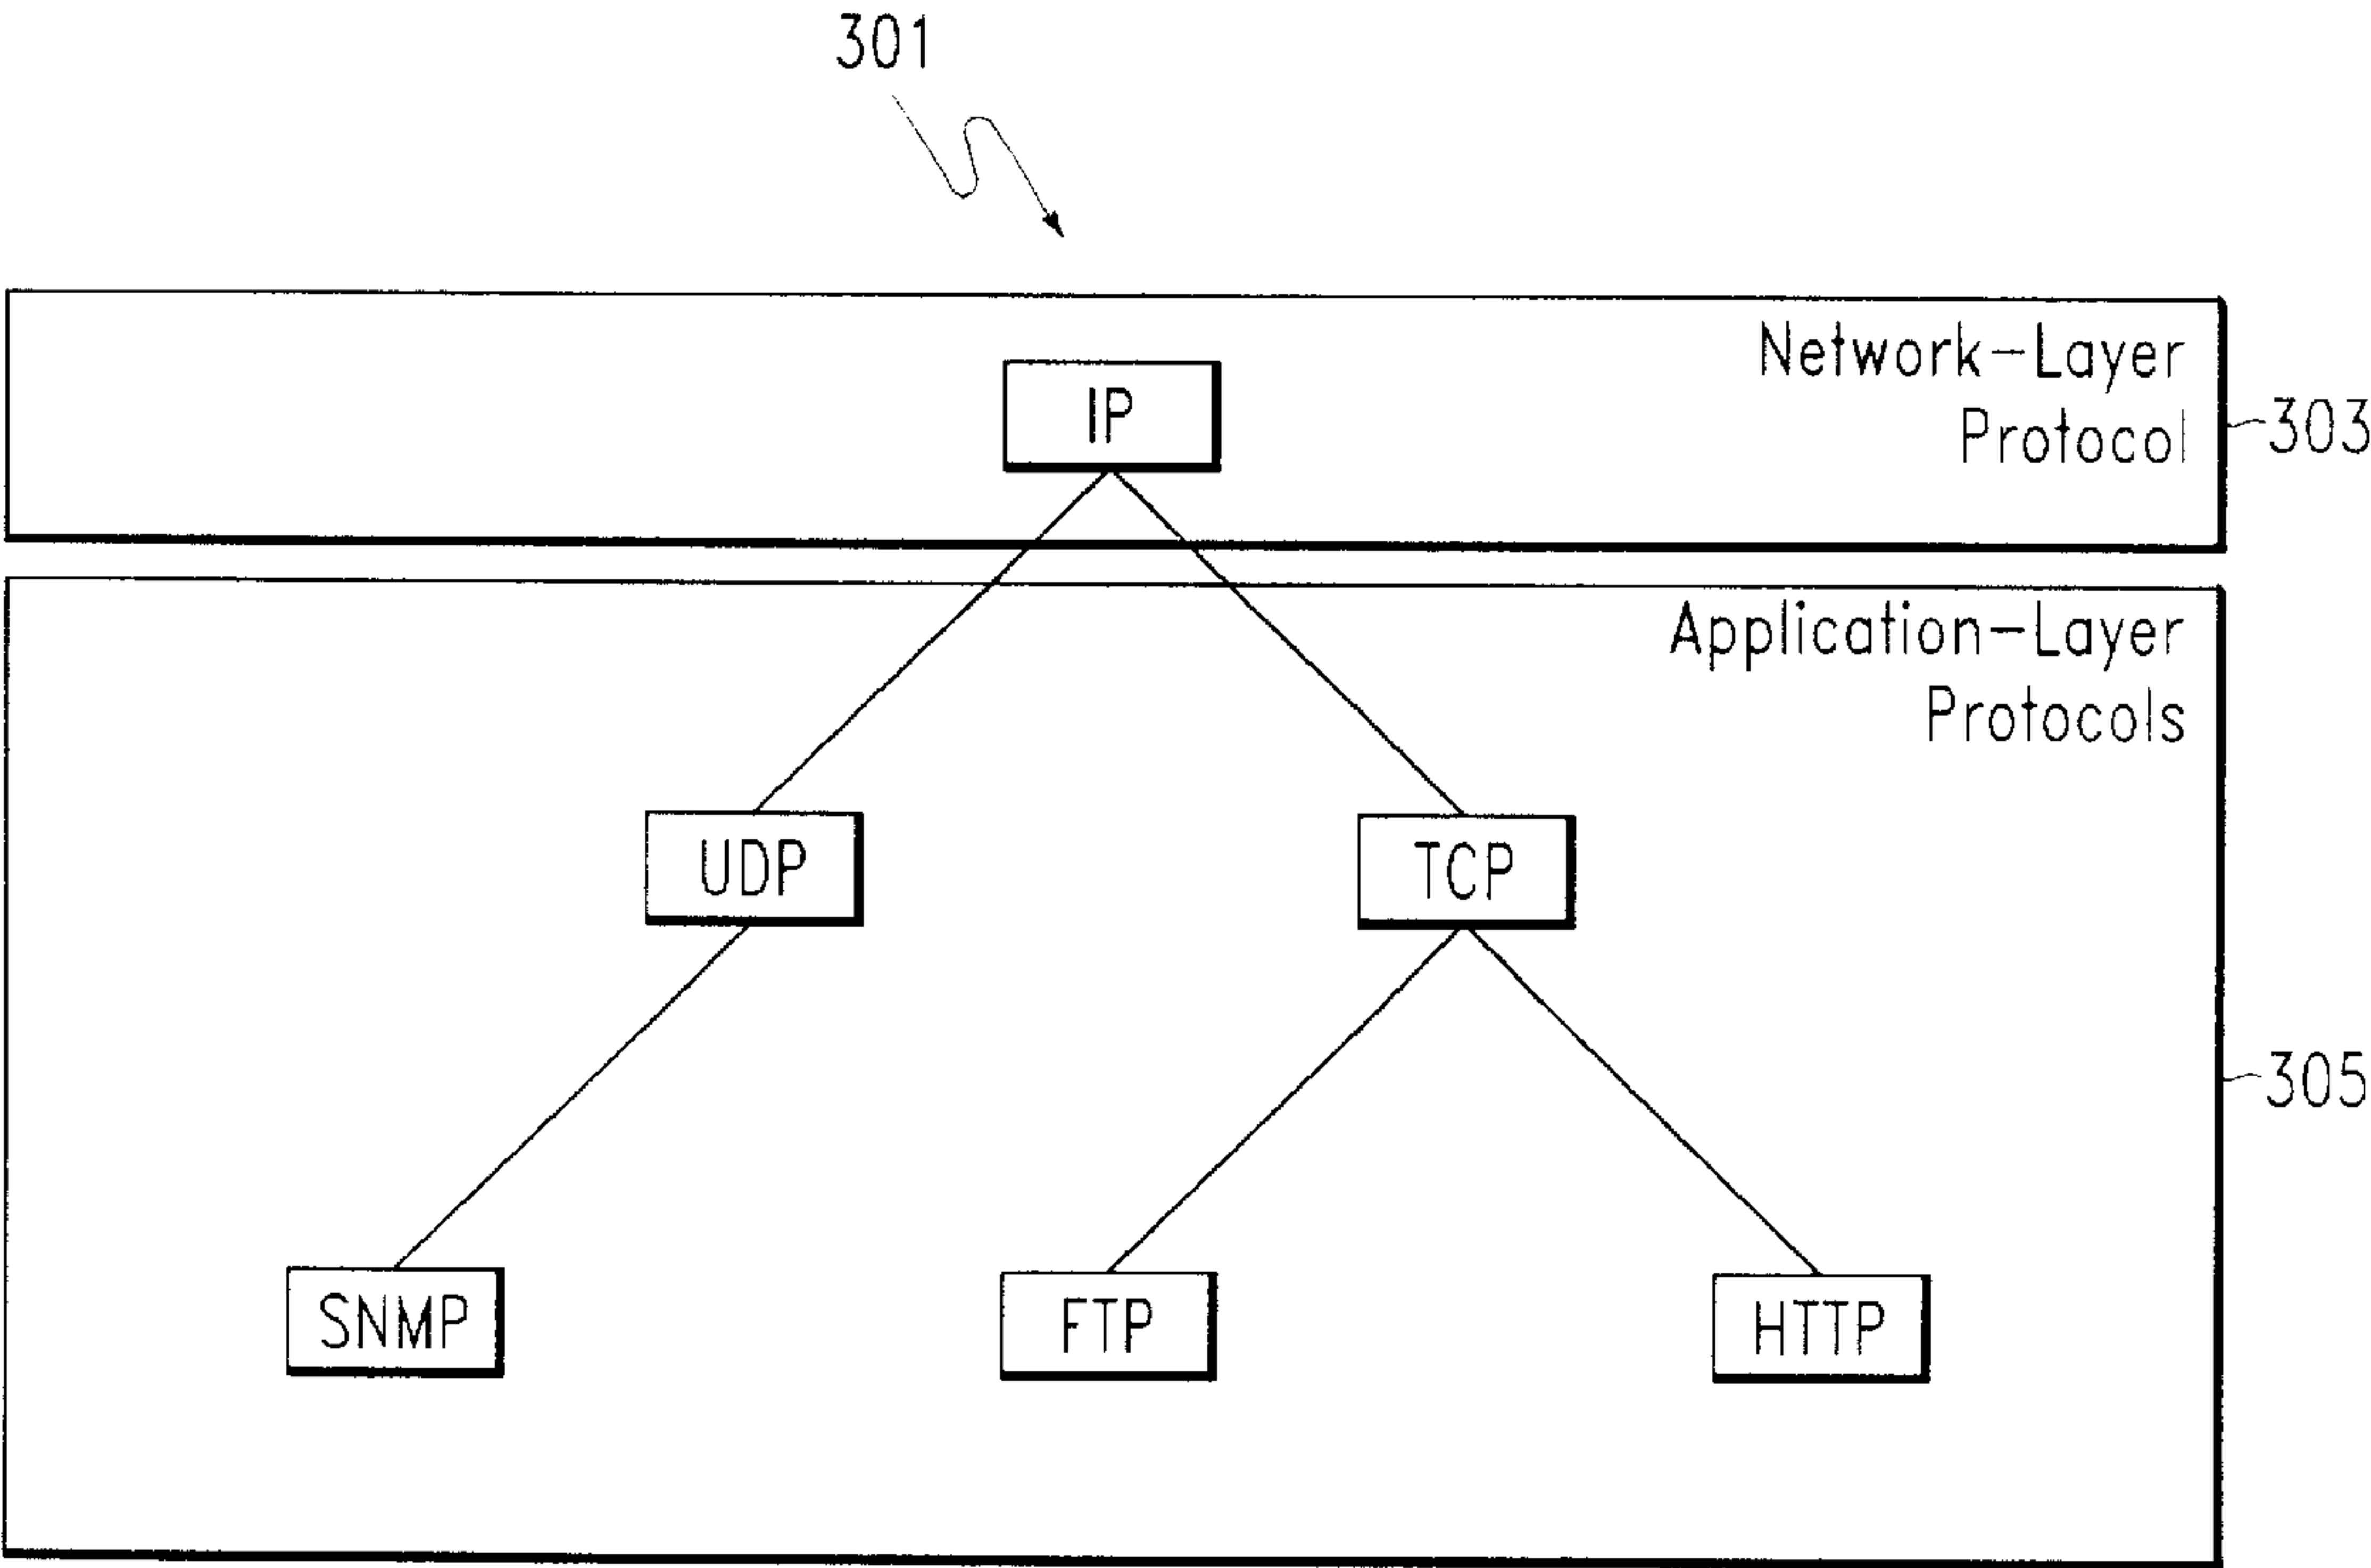 301
IP
Network-Layer
Protocol
303
Application-Layer
Protocols
UDP
TCP
305
SNMP
FTP
HTTP